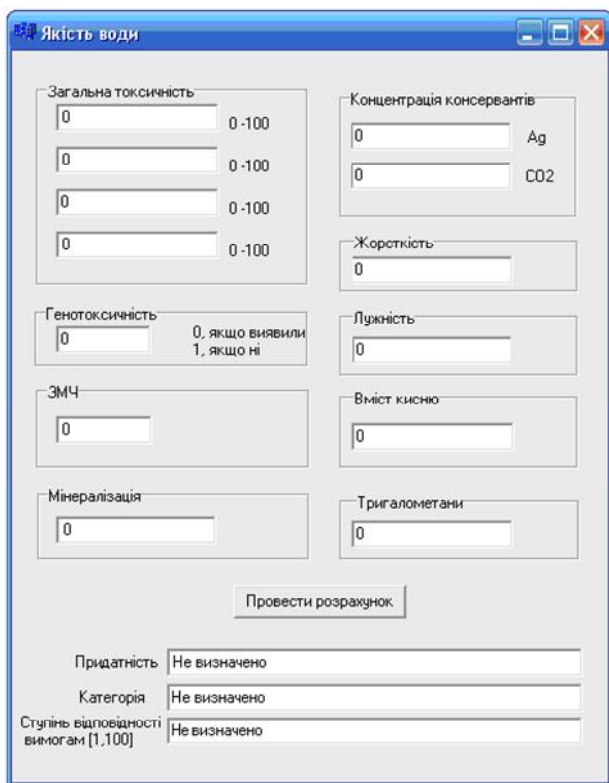 Якість води
Загальна токсичність
0
0 -100
0
0 -100
0
0 -100
0
0 -100
Концентрація консервантів
0
Ag
0
CO2
Жорсткість
0
Генотоксичність
0
0, якщо виявили
1, якщо ні
Лужність
0
ЗМЧ
0
Вміст кисню
0
Мінералізація
0
Тригалометани
0
Провести розрахунок
Придатність
Не визначено
Категорія
Не визначено
Ступінь відповідності
вимогам [1,100]
Не визначено